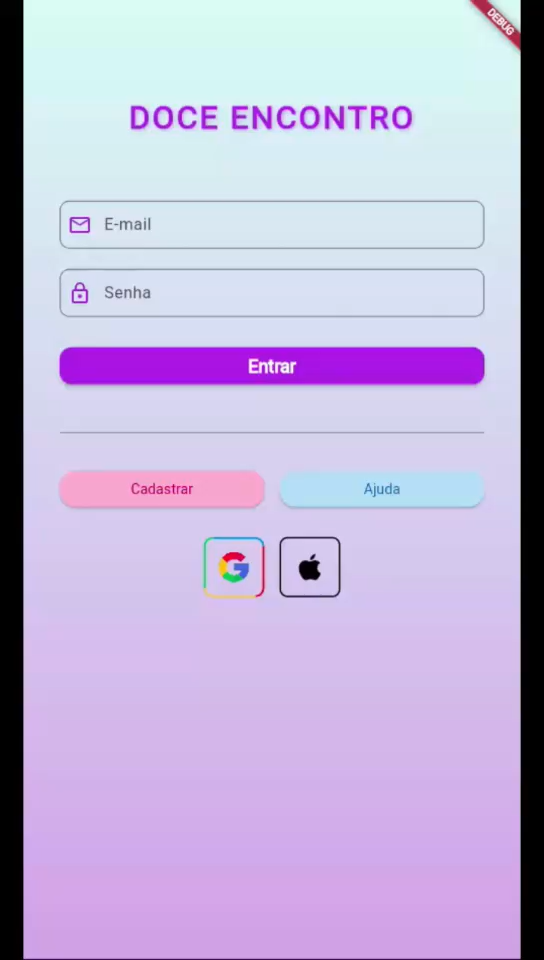 DEBUG
DOCE ENCONTRO
E-mail
Senha
Entrar
Cadastrar
Ajuda